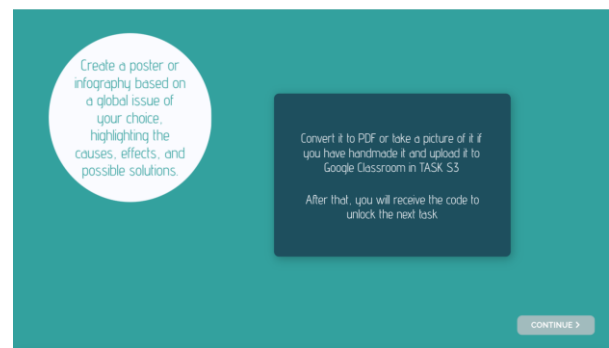 Create a poster or
infography based on
a global issue of
your choice,
highlighting the
causes, effects, and
possible solutions.
Convert it to PDF or take a picture of it if
you have handmade it and upload it to
Google Classroom in TASK S3
After that, you will receive the code to
unlock the next task
CONTINUE >